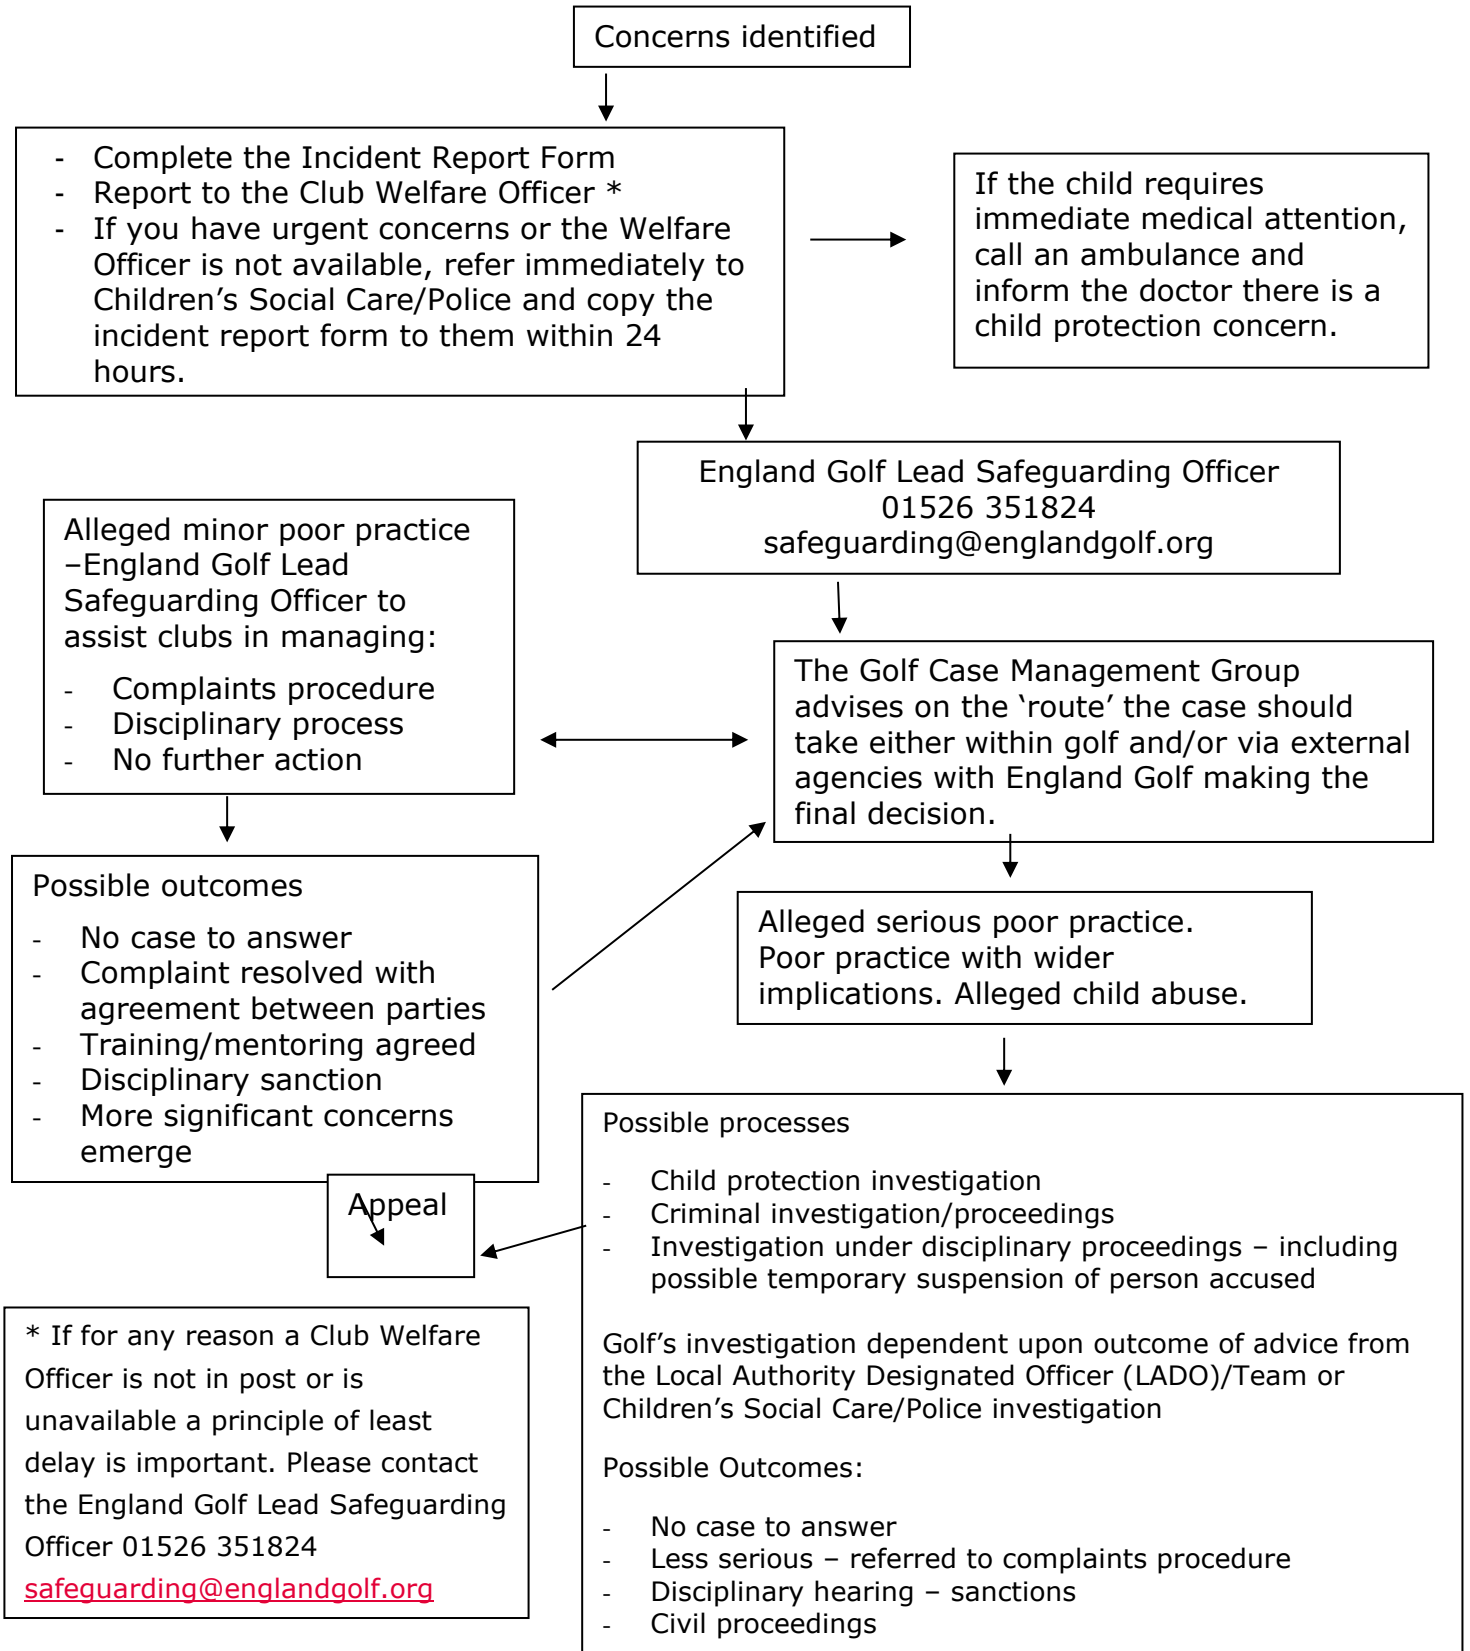 Concerns identified
- Complete the Incident Report Form
- Report to the Club Welfare Officer *
- If you have urgent concerns or the Welfare
Officer is not available, refer immediately to
Children’s Social Care/Police and copy the
incident report form to them within 24
hours.
If the child requires
immediate medical attention,
call an ambulance and
inform the doctor there is a
child protection concern.
England Golf Lead Safeguarding Officer
01526 351824
safeguarding@englandgolf.org
Alleged minor poor practice
–England Golf Lead
Safeguarding Officer to
assist clubs in managing:
- Complaints procedure
- Disciplinary process
- No further action
The Golf Case Management Group
advises on the ‘route’ the case should
take either within golf and/or via external
agencies with England Golf making the
final decision.
Possible outcomes
- No case to answer
- Complaint resolved with
agreement between parties
- Training/mentoring agreed
- Disciplinary sanction
- More significant concerns
emerge
Alleged serious poor practice.
Poor practice with wider
implications. Alleged child abuse.
Appeal
Possible processes
- Child protection investigation
- Criminal investigation/proceedings
- Investigation under disciplinary proceedings – including
possible temporary suspension of person accused
Golf’s investigation dependent upon outcome of advice from
the Local Authority Designated Officer (LADO)/Team or
Children’s Social Care/Police investigation
Possible Outcomes:
- No case to answer
- Less serious – referred to complaints procedure
- Disciplinary hearing – sanctions
- Civil proceedings
* If for any reason a Club Welfare
Officer is not in post or is
unavailable a principle of least
delay is important. Please contact
the England Golf Lead Safeguarding
Officer 01526 351824
safeguarding@englandgolf.org